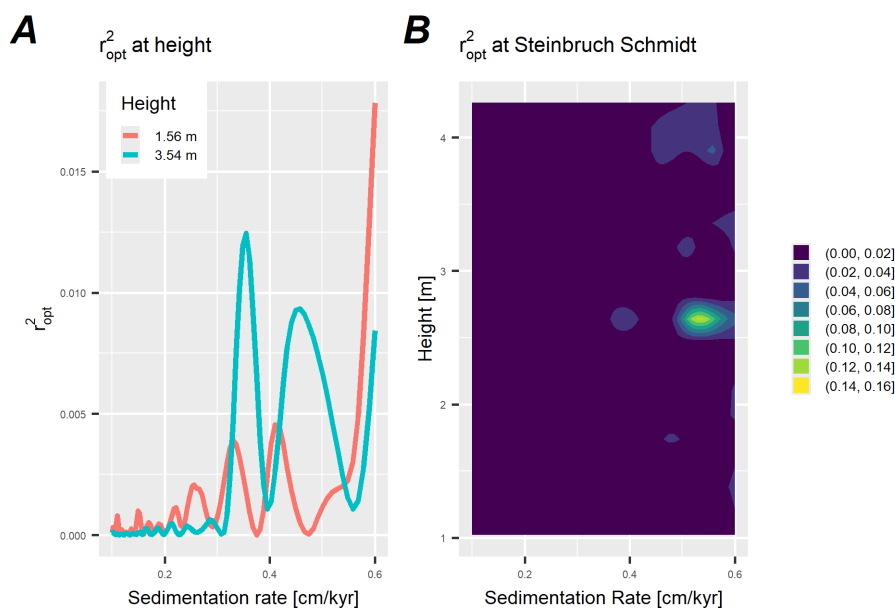 A
r²opt at height
Height
1.56 m
3.54 m
0.015
0.010
0.005
0.000
r²opt
0.2
0.4
0.6
Sedimentation rate [cm/kyr]
B
r²opt at Steinbruch Schmidt
4
3
2
1
Height [m]
0.2
0.4
0.6
Sedimentation Rate [cm/kyr]
(0.00, 0.02]
(0.02, 0.04]
(0.04, 0.06]
(0.06, 0.08]
(0.08, 0.10]
(0.10, 0.12]
(0.12, 0.14]
(0.14, 0.16]